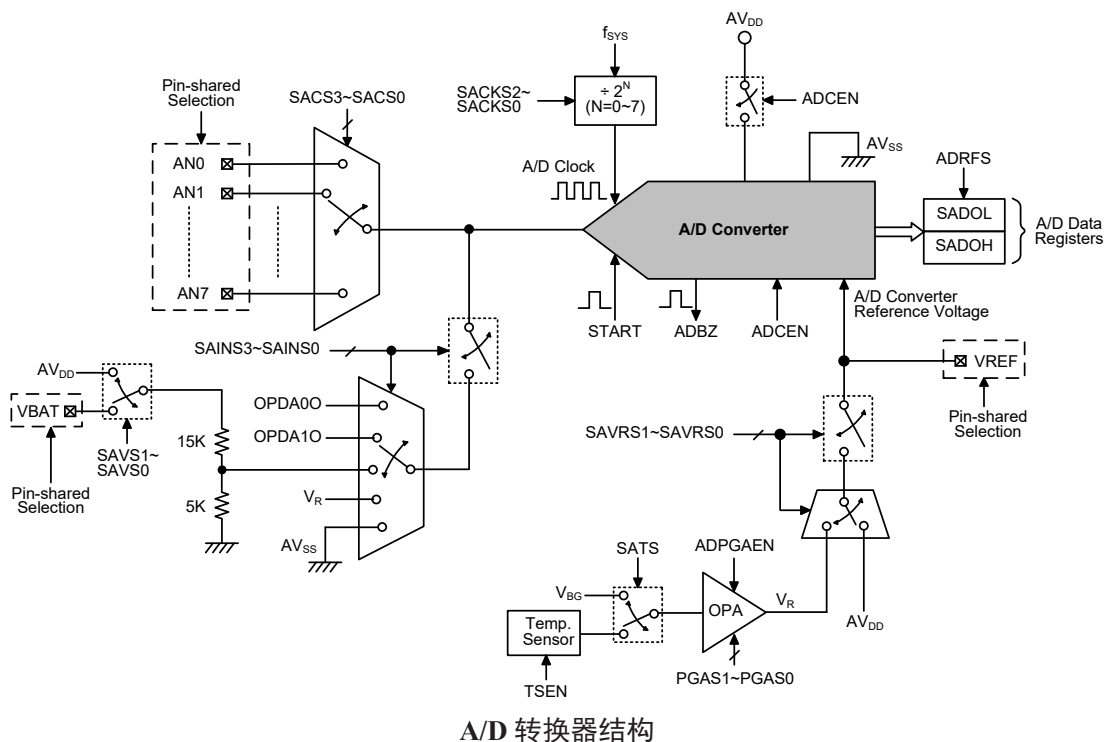 AV_DD
f_SYS
Pin-shared
Selection
SACS3~SACS0
SACKS2~
SACKS0
÷ 2^N
(N=0~7)
ADCEN
AN0
AN1
AN7
A/D Clock
AV_SS
ADRFS
A/D Converter
SADOL
SADOH
A/D Data
Registers
START
ADBZ
ADCEN
A/D Converter
Reference Voltage
SAINS3~SAINS0
VREF
Pin-shared
Selection
AV_DD
VBAT
SAVS1~
SAVS0
Pin-shared
Selection
15K
5K
OPDA0O
OPDA1O
V_R
AV_SS
SAVRS1~SAVRS0
SATS
ADPGAEN
V_BG
Temp.
Sensor
TSEN
OPA
V_R
AV_DD
PGAS1~PGAS0
A/D 转换器结构